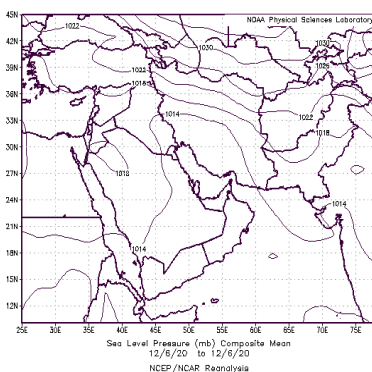 NOAA Physical Sciences Laboratory
45N
42N
39N
36N
33N
30N
27N
24N
21N
18N
15N
12N
1022
1030
1030
1022
1018
1014
1022
1018
1018
1014
1014
25E 30E 35E 40E 45E 50E 55E 60E 65E 70E 75E
Sea Level Pressure (mb) Composite Mean
12/6/20 to 12/6/20
NCEP/NCAR Reanalysis